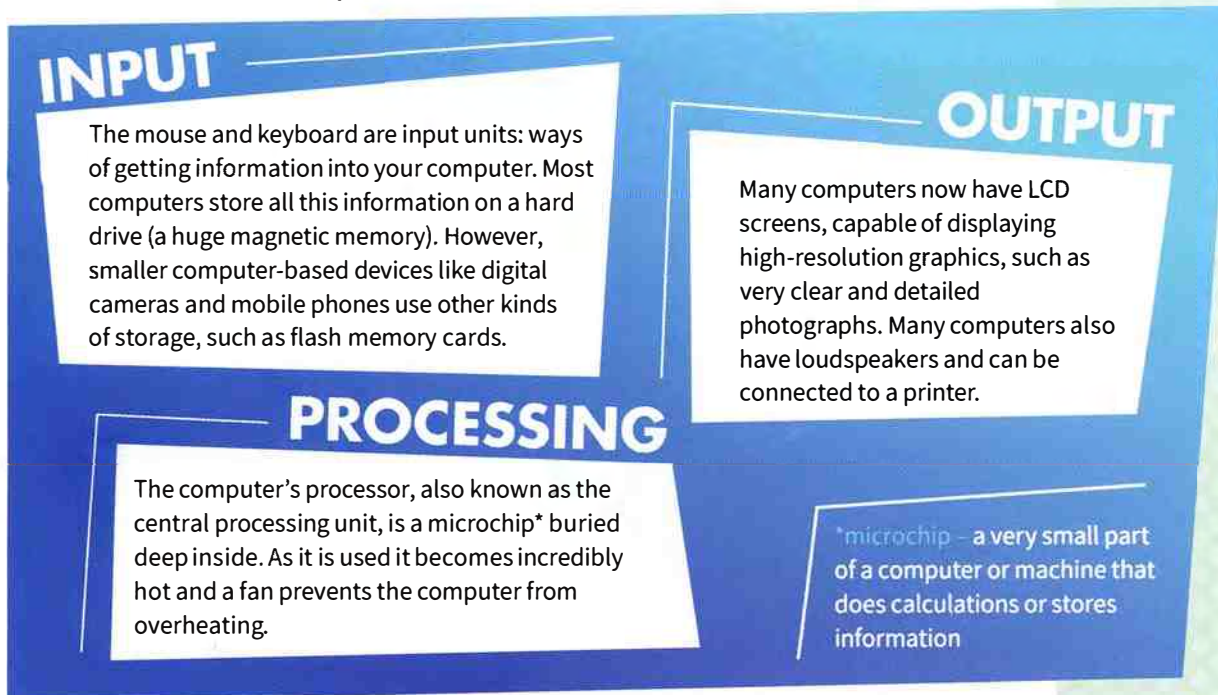 INPUT
The mouse and keyboard are input units: ways
of getting information into your computer. Most
computers store all this information on a hard
drive (a huge magnetic memory). However,
smaller computer-based devices like digital
cameras and mobile phones use other kinds
of storage, such as flash memory cards.
OUTPUT
Many computers now have LCD
screens, capable of displaying
high-resolution graphics, such as
very clear and detailed
photographs. Many computers also
have loudspeakers and can be
connected to a printer.
PROCESSING
The computer's processor, also known as the
central processing unit, is a microchip* buried
deep inside. As it is used it becomes incredibly
hot and a fan prevents the computer from
overheating.
*microchip – a very small part
of a computer or machine that
does calculations or stores
information